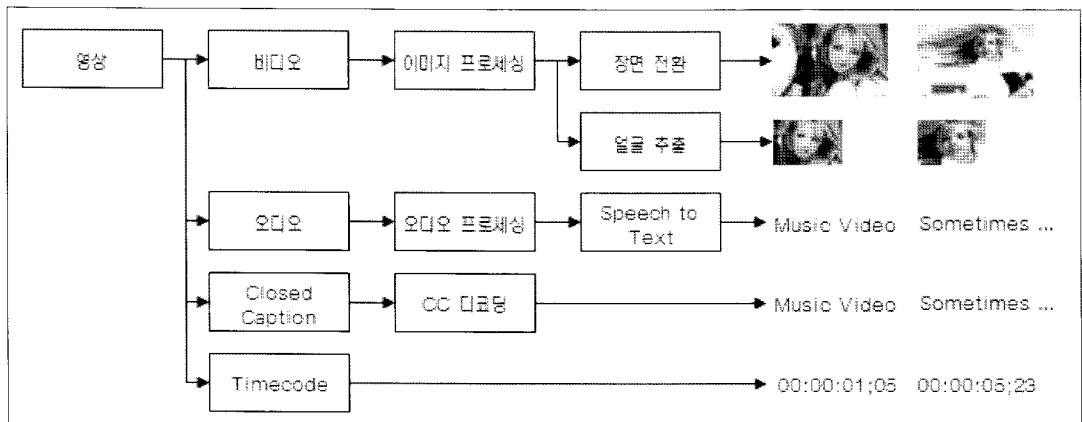 영상
비디오
이미지 프로세싱
장면 전환
얼굴 추출
오디오
오디오 프로세싱
Speech to
Text
Music Video
Sometimes ...
Closed
Caption
CC 디코딩
Music Video
Sometimes ...
Timecode
00:00:01;05
00:00:05;23